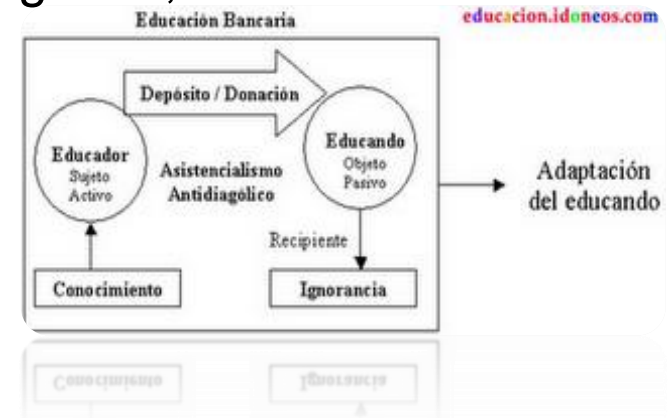 Educación Bancaria
educacion.idoneos.com
Depósito / Donación
Educador
Sujeto
Activo
Asistencialismo
Antidiagólico
Educando
Objeto
Pasivo
Adaptación
del educando
Recipiente
Conocimiento
Ignorancia